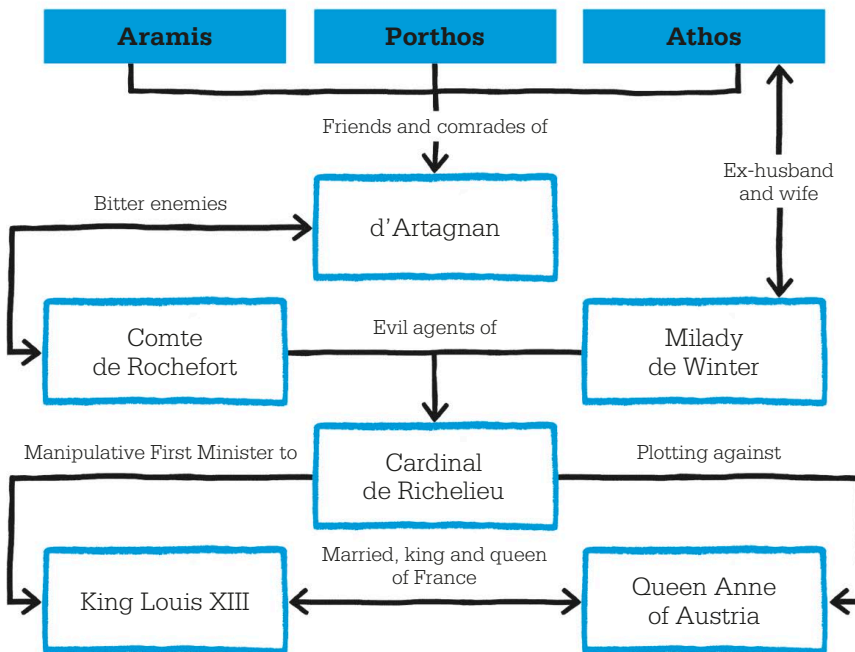 Aramis
Porthos
Athos
Friends and comrades of
Ex-husband
and wife
Bitter enemies
d’Artagnan
Comte
de Rochefort
Evil agents of
Milady
de Winter
Manipulative First Minister to
Cardinal
de Richelieu
Plotting against
King Louis XIII
Married, king and queen
of France
Queen Anne
of Austria